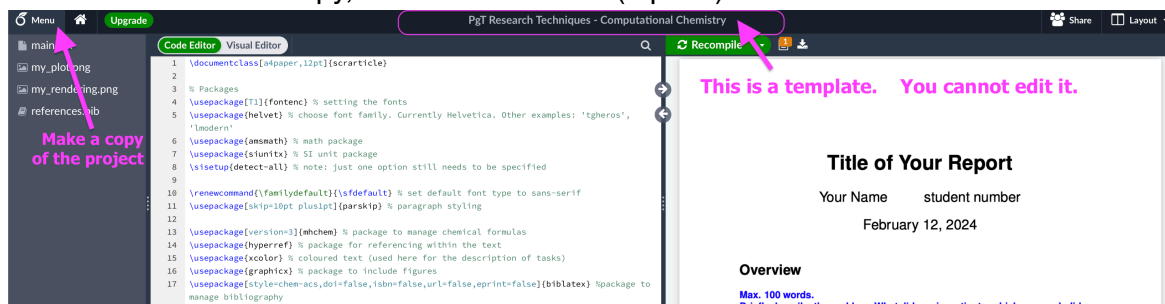 Menu
Upgrade
PgT Research Techniques - Computational Chemistry
Share
Layout
main
my_plot.png
my_rendering.png
references.bib
Make a copy
of the project
Code Editor
Visual Editor
Recompile
1
1 \documentclass[a4paper,12pt]{scrarticle}
2
3 % Packages
4 \usepackage[T1]{fontenc} % setting the fonts
5 \usepackage{helvet} % choose font family. Currently Helvetica. Other examples: 'tgheros',
'lmodern'
6 \usepackage{amsmath} % math package
7 \usepackage{siunitx} % SI unit package
8 \sisetup{detect-all} % note: just one option still needs to be specified
9
10 \renewcommand{\familydefault}{\sfdefault} % set default font type to sans-serif
11 \usepackage[skip=10pt plus1pt]{parskip} % paragraph styling
12
13 \usepackage[version=3]{mhchem} % package to manage chemical formulas
14 \usepackage{hyperref} % package for referencing within the text
15 \usepackage{xcolor} % coloured text (used here for the description of tasks)
16 \usepackage{graphicx} % package to include figures
17 \usepackage[style=chem-acs,doi=false,isbn=false,url=false,eprint=false]{biblatex} %package to
manage bibliography
This is a template. You cannot edit it.
Title of Your Report
Your Name student number
February 12, 2024
Overview
Max. 100 words.